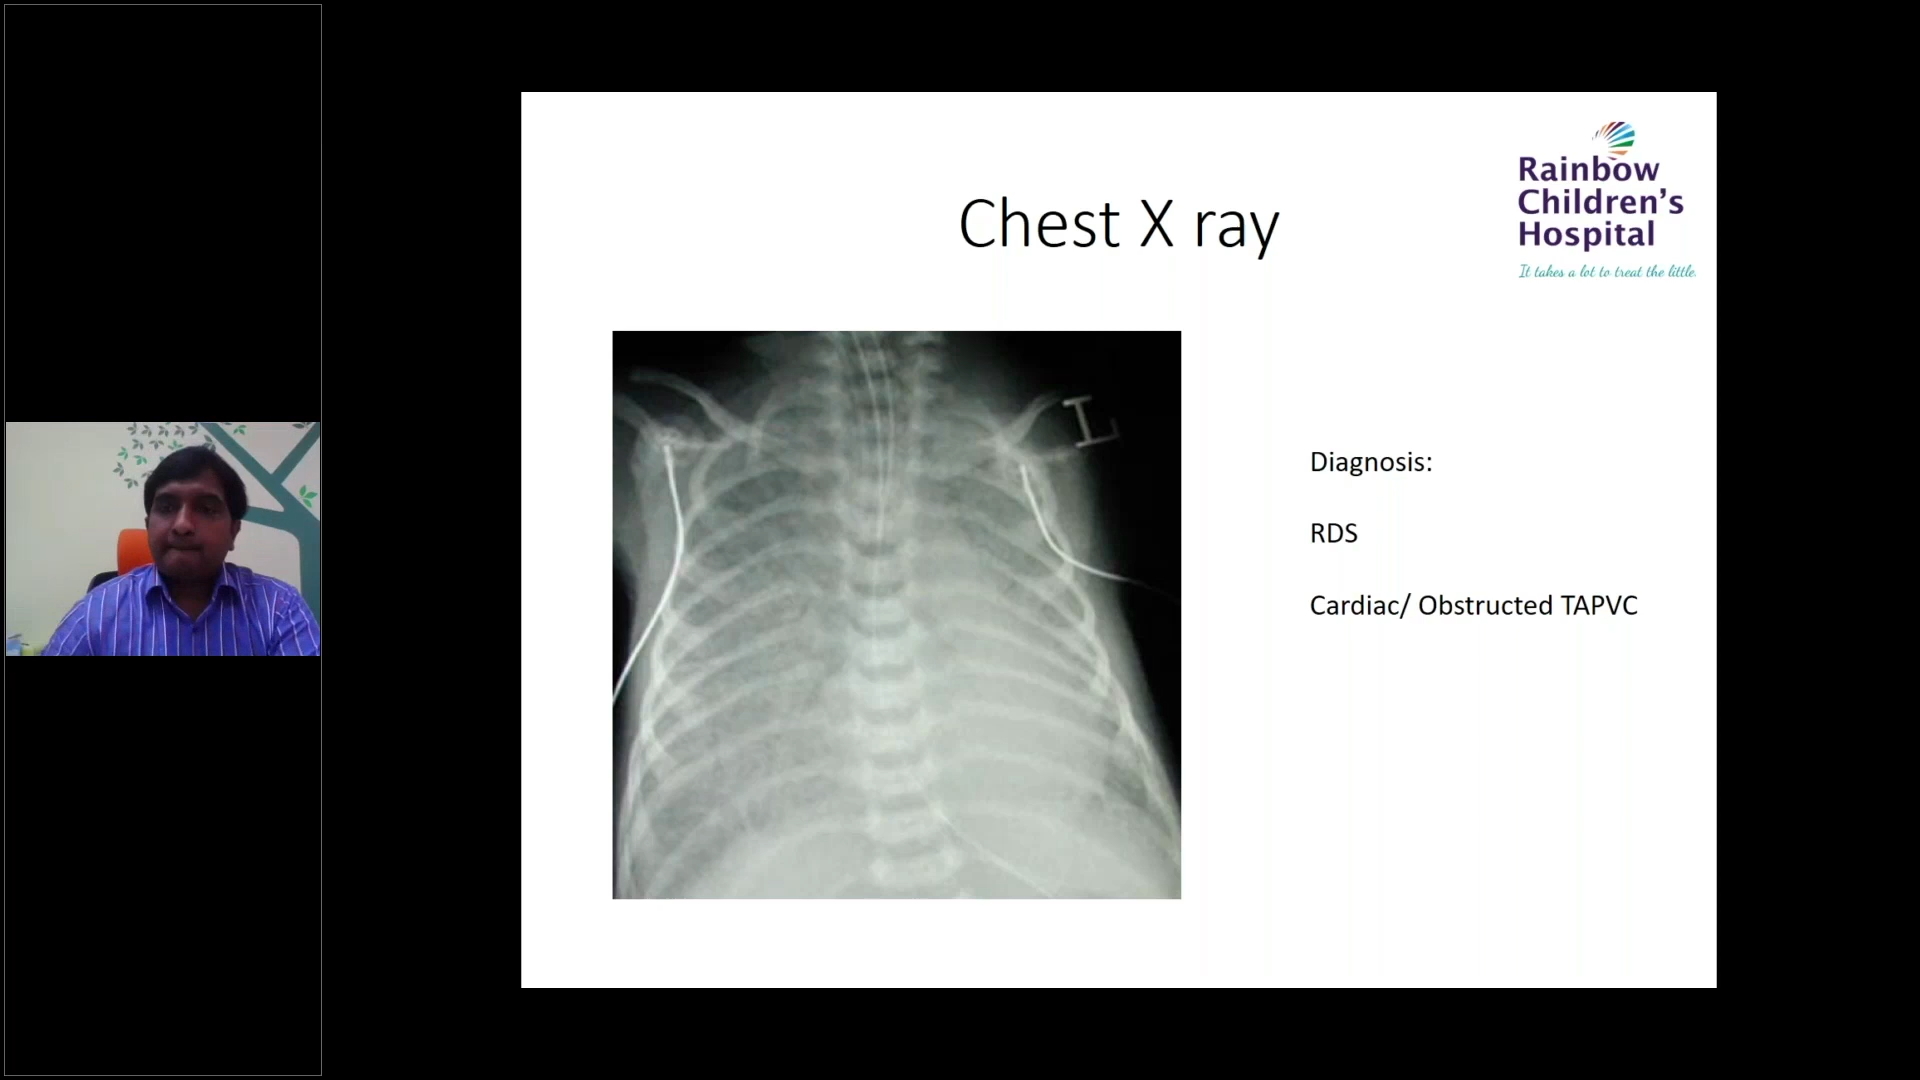 Rainbow
Children's
Hospital
It takes a lot to treat the little.
Chest X ray
L
Diagnosis:
RDS
Cardiac/ Obstructed TAPVC